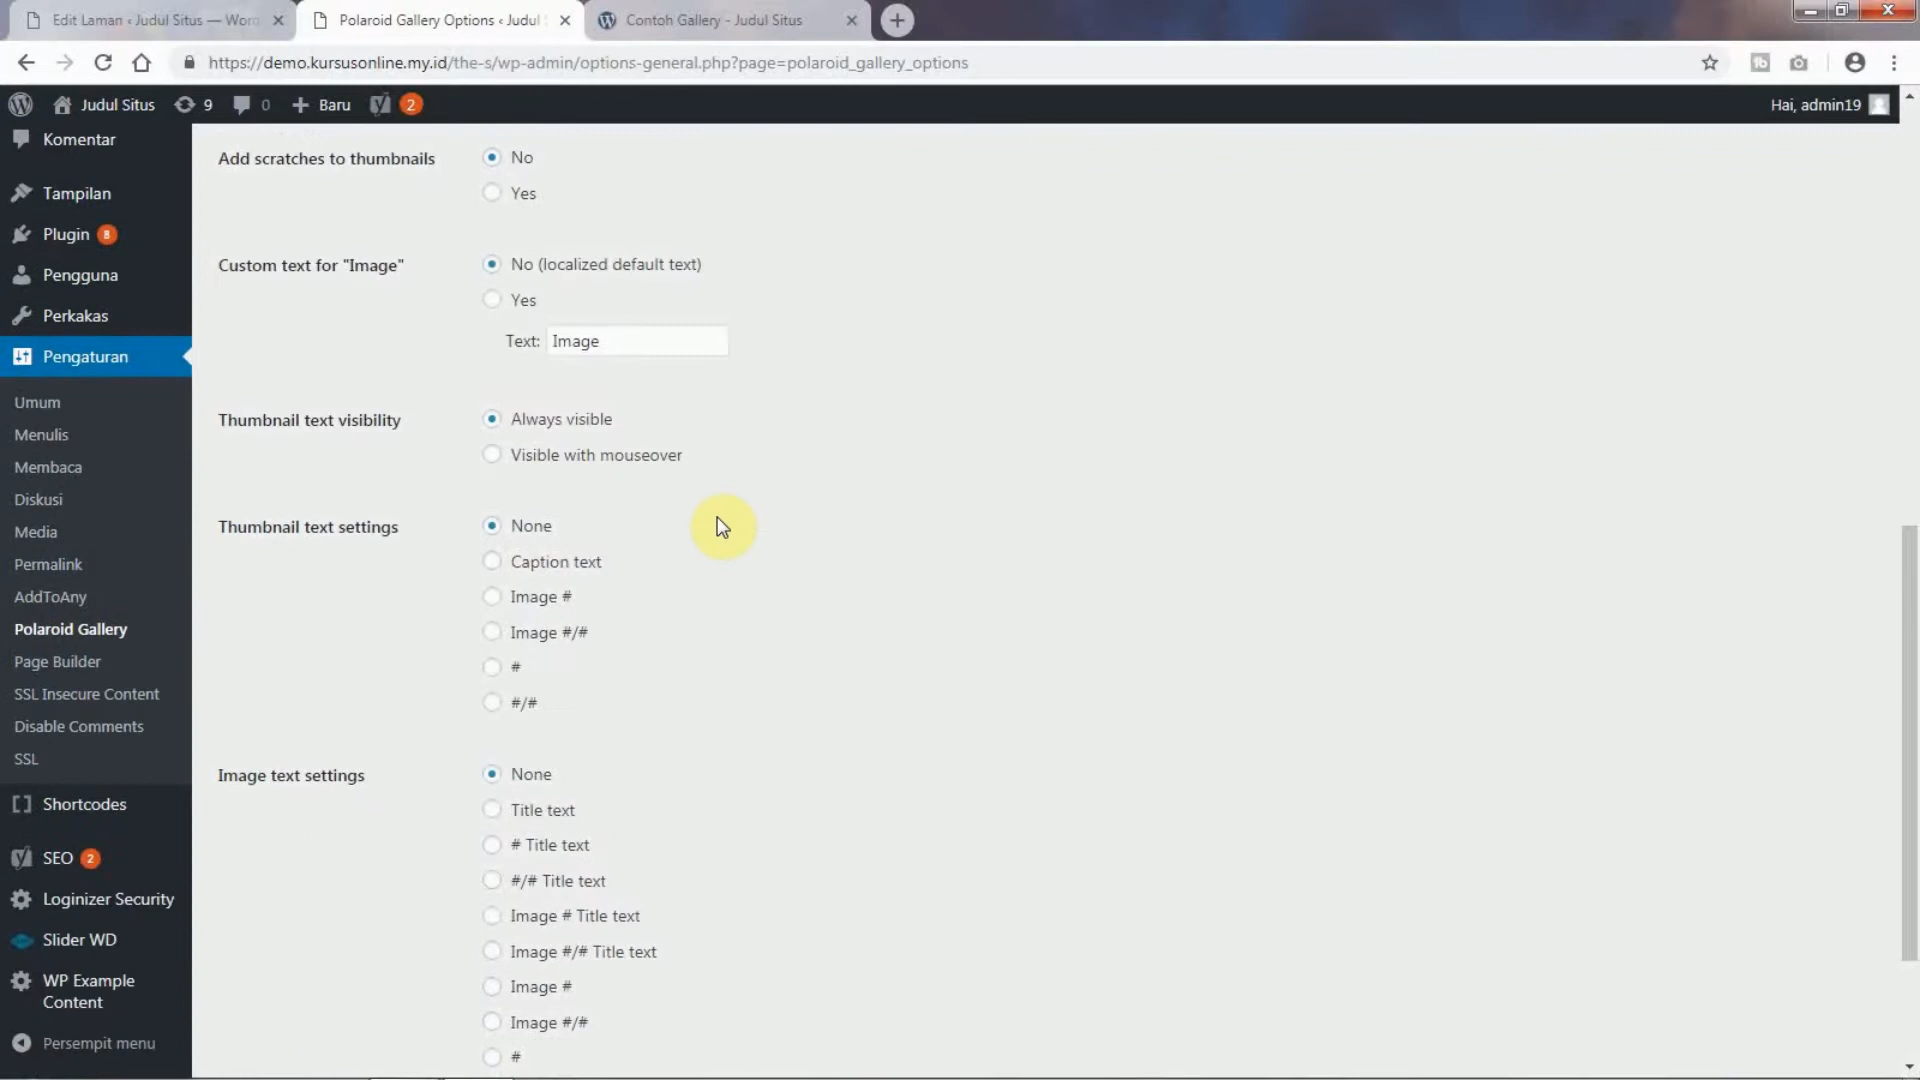 Edit Laman ‹ Judul Situs — Wor
Polaroid Gallery Options ‹ Judul
Contoh Gallery - Judul Situs
https://demo.kursusonline.my.id/the-s/wp-admin/options-general.php?page=polaroid_gallery_options
Judul Situs 9 0 Baru 2 Hai, admin19
Komentar
Tampilan
Plugin 8
Pengguna
Perkakas
Pengaturan
Umum
Menulis
Membaca
Diskusi
Media
Permalink
AddToAny
Polaroid Gallery
Page Builder
SSL Insecure Content
Disable Comments
SSL
Shortcodes
SEO 2
Loginizer Security
Slider WD
WP Example
Content
Persempit menu
Add scratches to thumbnails
No
Yes
Custom text for "Image"
No (localized default text)
Yes
Text: Image
Thumbnail text visibility
Always visible
Visible with mouseover
Thumbnail text settings
None
Caption text
Image #
Image #/#
#
#/#
Image text settings
None
Title text
# Title text
#/# Title text
Image # Title text
Image #/# Title text
Image #
Image #/#
#